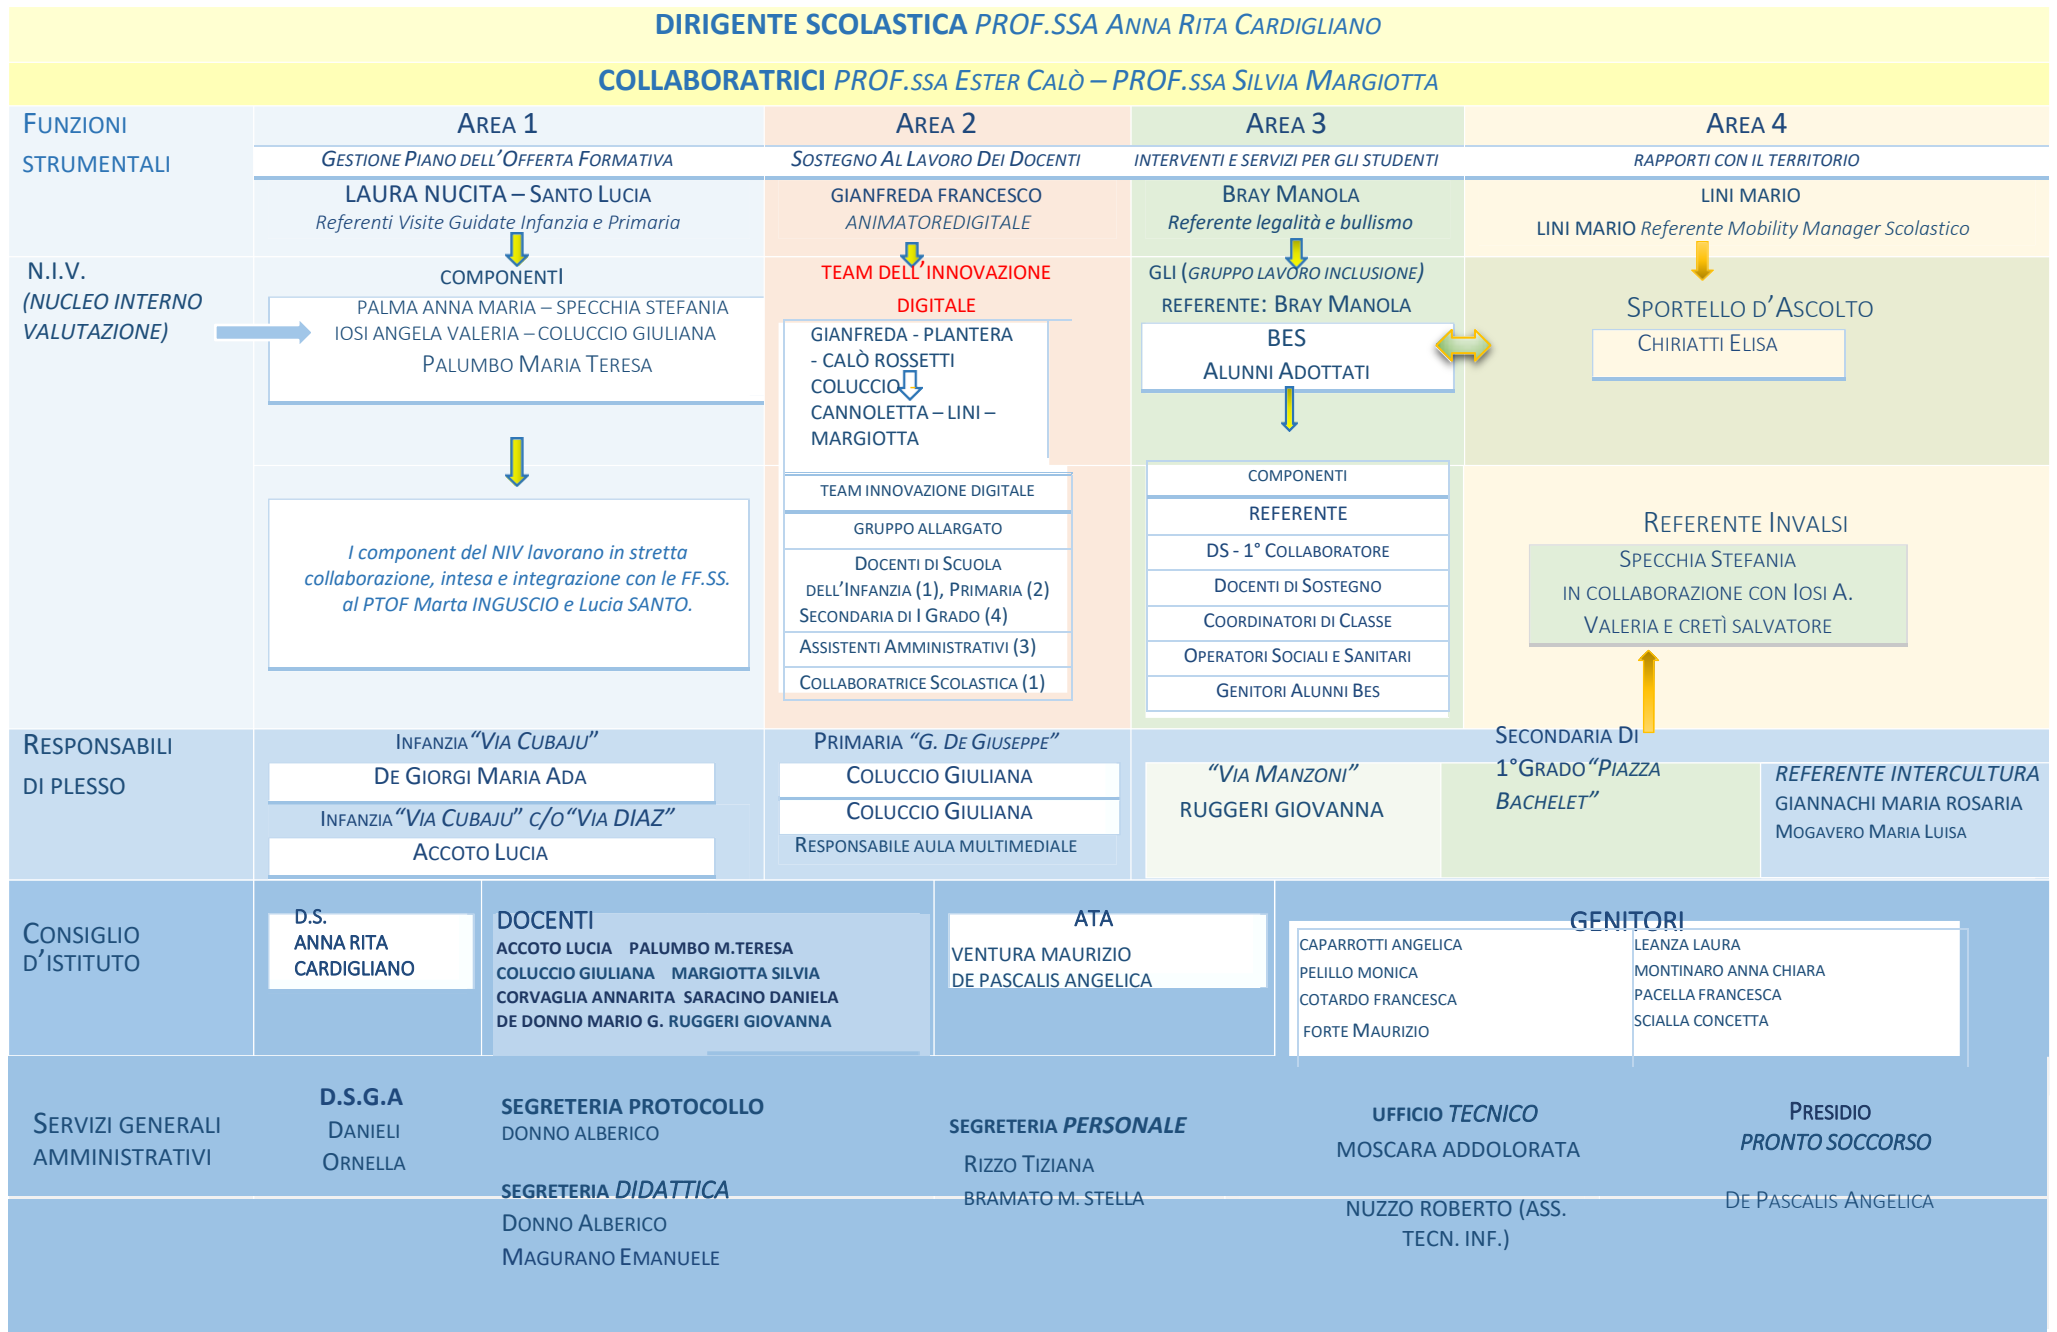 DIRIGENTE SCOLASTICA PROF.SSA ANNA RITA CARDIGLIANO
COLLABORATRICI PROF.SSA ESTER CALÒ – PROF.SSA SILVIA MARGIOTTA
FUNZIONI
STRUMENTALI
AREA 1
GESTIONE PIANO DELL'OFFERTA FORMATIVA
LAURA NUCITA – SANTO LUCIA
Referenti Visite Guidate Infanzia e Primaria
AREA 2
SOSTEGNO AL LAVORO DEI DOCENTI
GIANFREDA FRANCESCO
ANIMATOREDIGITALE
AREA 3
INTERVENTI E SERVIZI PER GLI STUDENTI
BRAY MANOLA
Referente legalità e bullismo
AREA 4
RAPPORTI CON IL TERRITORIO
LINI MARIO
LINI MARIO Referente Mobility Manager Scolastico
N.I.V.
(NUCLEO INTERNO
VALUTAZIONE)
COMPONENTI
PALMA ANNA MARIA – SPECCHIA STEFANIA
IOSI ANGELA VALERIA – COLUCCIO GIULIANA
PALUMBO MARIA TERESA
I component del NIV lavorano in stretta
collaborazione, intesa e integrazione con le FF.SS.
al PTOF Marta INGUSCIO e Lucia SANTO.
TEAM DELL'INNOVAZIONE
DIGITALE
GIANFREDA - PLANTERA
- CALÒ ROSSETTI
COLUCCIO
CANNOLETTA – LINI –
MARGIOTTA
TEAM INNOVAZIONE DIGITALE
GRUPPO ALLARGATO
DOCENTI DI SCUOLA
DELL'INFANZIA (1), PRIMARIA (2)
SECONDARIA DI I GRADO (4)
ASSISTENTI AMMINISTRATIVI (3)
COLLABORATRICE SCOLASTICA (1)
GLI (GRUPPO LAVORO INCLUSIONE)
REFERENTE: BRAY MANOLA
BES
ALUNNI ADOTTATI
COMPONENTI
REFERENTE
DS - 1° COLLABORATORE
DOCENTI DI SOSTEGNO
COORDINATORI DI CLASSE
OPERATORI SOCIALI E SANITARI
GENITORI ALUNNI BES
SPORTELLO D'ASCOLTO
CHIRIATTI ELISA
REFERENTE INVALSI
SPECCHIA STEFANIA
IN COLLABORAZIONE CON IOSI A.
VALERIA E CRETÌ SALVATORE
RESPONSABILI
DI PLESSO
INFANZIA "VIA CUBAJU"
DE GIORGI MARIA ADA
INFANZIA "VIA CUBAJU" C/O "VIA DIAZ"
ACCOTO LUCIA
PRIMARIA "G. DE GIUSEPPE"
COLUCCIO GIULIANA
COLUCCIO GIULIANA
RESPONSABILE AULA MULTIMEDIALE
"VIA MANZONI"
RUGGERI GIOVANNA
SECONDARIA DI
1°GRADO "PIAZZA
BACHELET"
REFERENTE INTERCULTURA
GIANNACHI MARIA ROSARIA
MOGAVERO MARIA LUISA
CONSIGLIO
D'ISTITUTO
D.S.
ANNA RITA
CARDIGLIANO
DOCENTI
ACCOTO LUCIA PALUMBO M.TERESA
COLUCCIO GIULIANA MARGIOTTA SILVIA
CORVAGLIA ANNARITA SARACINO DANIELA
DE DONNO MARIO G. RUGGERI GIOVANNA
ATA
VENTURA MAURIZIO
DE PASCALIS ANGELICA
GENITORI
CAPARROTTI ANGELICA
PELILLO MONICA
COTARDO FRANCESCA
FORTE MAURIZIO
LEANZA LAURA
MONTINARO ANNA CHIARA
PACELLA FRANCESCA
SCIALLA CONCETTA
SERVIZI GENERALI
AMMINISTRATIVI
D.S.G.A
DANIELI
ORNELLA
SEGRETERIA PROTOCOLLO
DONNO ALBERICO
SEGRETERIA DIDATTICA
DONNO ALBERICO
MAGURANO EMANUELE
SEGRETERIA PERSONALE
RIZZO TIZIANA
BRAMATO M. STELLA
UFFICIO TECNICO
MOSCARA ADDOLORATA
NUZZO ROBERTO (ASS.
TECN. INF.)
PRESIDIO
PRONTO SOCCORSO
DE PASCALIS ANGELICA